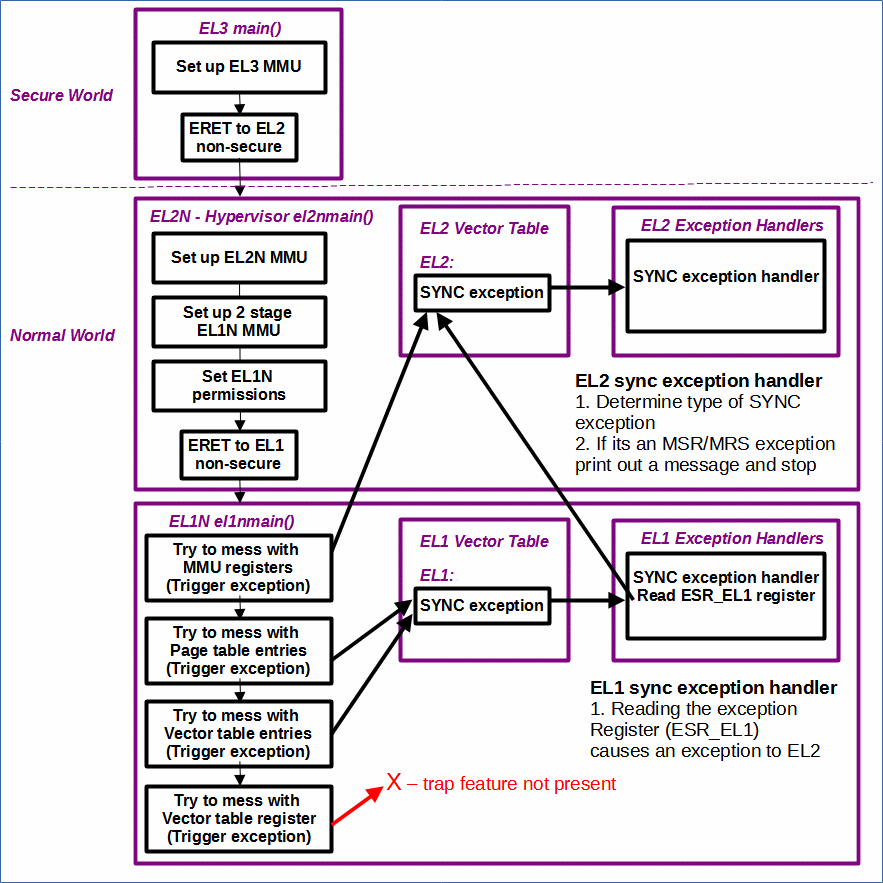 EL3 main()
Set up EL3 MMU
Secure World
ERET to EL2
non-secure
EL2N - Hypervisor el2nmain()
Set up EL2N MMU
Set up 2 stage
EL1N MMU
Normal World
Set EL1N
permissions
ERET to EL1
non-secure
EL2 Vector Table
EL2:
SYNC exception
EL2 Exception Handlers
SYNC exception handler
EL2 sync exception handler
1. Determine type of SYNC
exception
2. If its an MSR/MRS exception
print out a message and stop
EL1N el1nmain()
Try to mess with
MMU registers
(Trigger exception)
Try to mess with
Page table entries
(Trigger exception)
Try to mess with
Vector table entries
(Trigger exception)
Try to mess with
Vector table register
(Trigger exception)
EL1 Vector Table
EL1:
SYNC exception
EL1 Exception Handlers
SYNC exception handler
Read ESR_EL1 register
EL1 sync exception handler
1. Reading the exception
Register (ESR_EL1)
causes an exception to EL2
X – trap feature not present